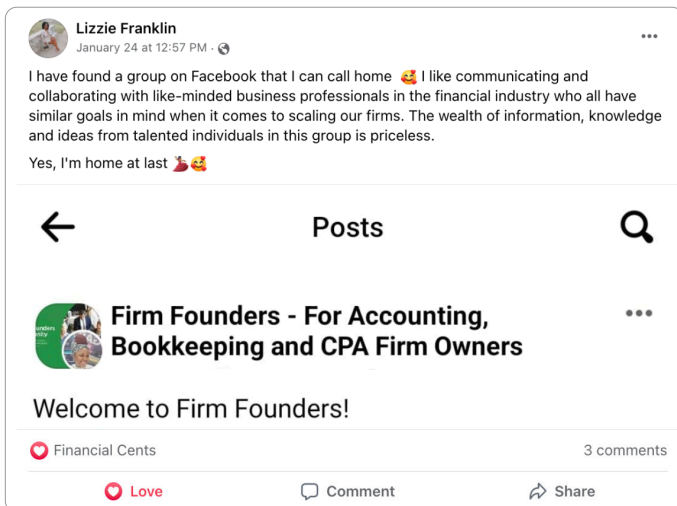 Lizzie Franklin
January 24 at 12:57 PM ·
I have found a group on Facebook that I can call home 🥰 I like communicating and
collaborating with like-minded business professionals in the financial industry who all have
similar goals in mind when it comes to scaling our firms. The wealth of information, knowledge
and ideas from talented individuals in this group is priceless.
Yes, I'm home at last 💃🥰
Posts
Firm Founders - For Accounting,
Bookkeeping and CPA Firm Owners
Welcome to Firm Founders!
Financial Cents
3 comments
Love
Comment
Share